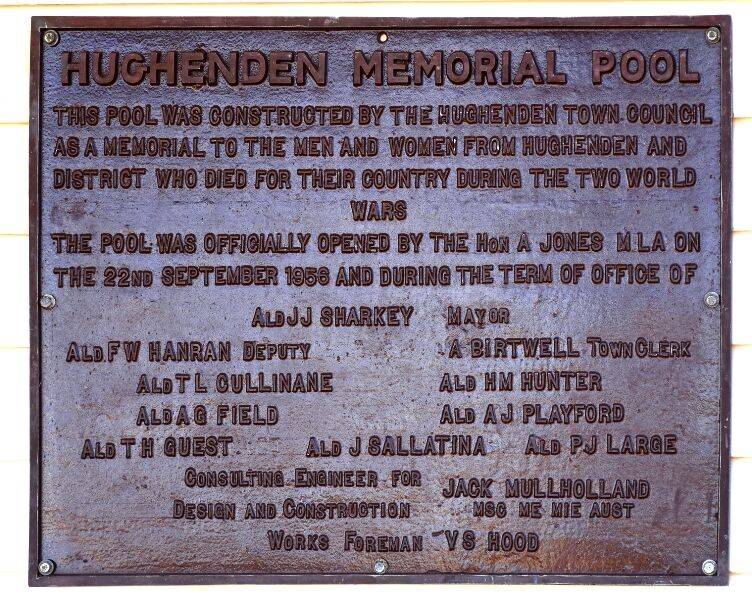 HUGHENDEN MEMORIAL POOL
THIS POOL WAS CONSTRUCTED BY THE HUGHENDEN TOWN COUNCIL
AS A MEMORIAL TO THE MEN AND WOMEN FROM HUGHENDEN AND
DISTRICT WHO DIED FOR THEIR COUNTRY DURING THE TWO WORLD
WARS
THE POOL WAS OFFICIALLY OPENED BY THE Hon A JONES M L A ON
THE 22ND SEPTEMBER 1956 AND DURING THE TERM OF OFFICE OF
ALD JJ SHARKEY MAYOR
ALD F W HANRAN DEPUTY A BIRTWELL TOWN CLERK
ALD T L CULLINANE ALD HM HUNTER
ALD A G FIELD ALD A J PLAYFORD
ALD T H GUEST ALD J SALLATINA ALD PJ LARGE
CONSULTING ENGINEER FOR JACK MULLHOLLAND
DESIGN AND CONSTRUCTION MSC ME MIE AUST
WORKS FOREMAN V S HOOD